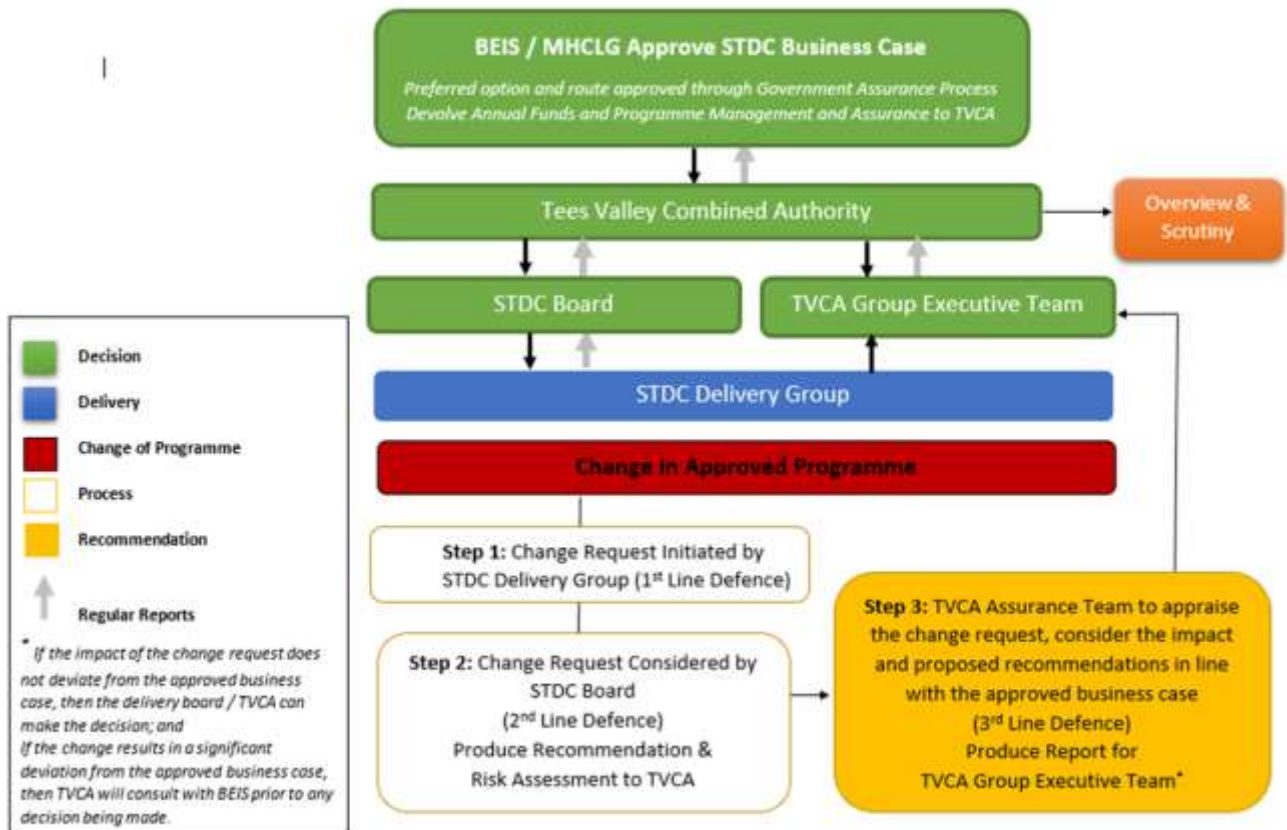 BEIS / MHCLG Approve STDC Business Case
Preferred option and route approved through Government Assurance Process
Devolve Annual Funds and Programme Management and Assurance to TVCA
Tees Valley Combined Authority
Overview &
Scrutiny
STDC Board
TVCA Group Executive Team
STDC Delivery Group
Change in Approved Programme
Step 1: Change Request Initiated by
STDC Delivery Group (1st Line Defence)
Step 2: Change Request Considered by
STDC Board
(2nd Line Defence)
Produce Recommendation &
Risk Assessment to TVCA
Step 3: TVCA Assurance Team to appraise
the change request, consider the impact
and proposed recommendations in line
with the approved business case
(3rd Line Defence)
Produce Report for
TVCA Group Executive Team*
Decision
Delivery
Change of Programme
Process
Recommendation
Regular Reports
* If the impact of the change request does
not deviate from the approved business
case, then the delivery board / TVCA can
make the decision; and
If the change results in a significant
deviation from the approved business case,
then TVCA will consult with BEIS prior to any
decision being made.